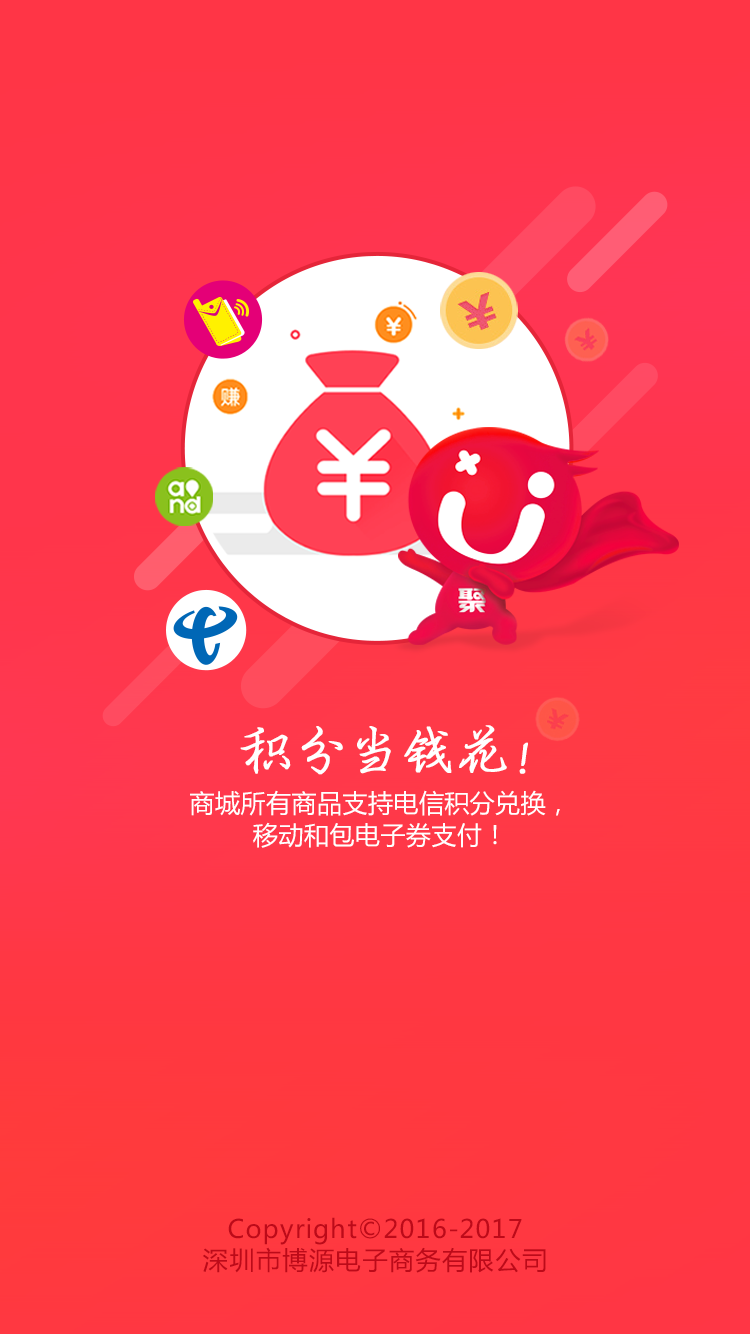 ¥
¥
¥
赚
¥
and
聚
¥
积分当钱花!
商城所有商品支持电信积分兑换，
移动和包电子券支付！
Copyright©2016-2017
深圳市博源电子商务有限公司